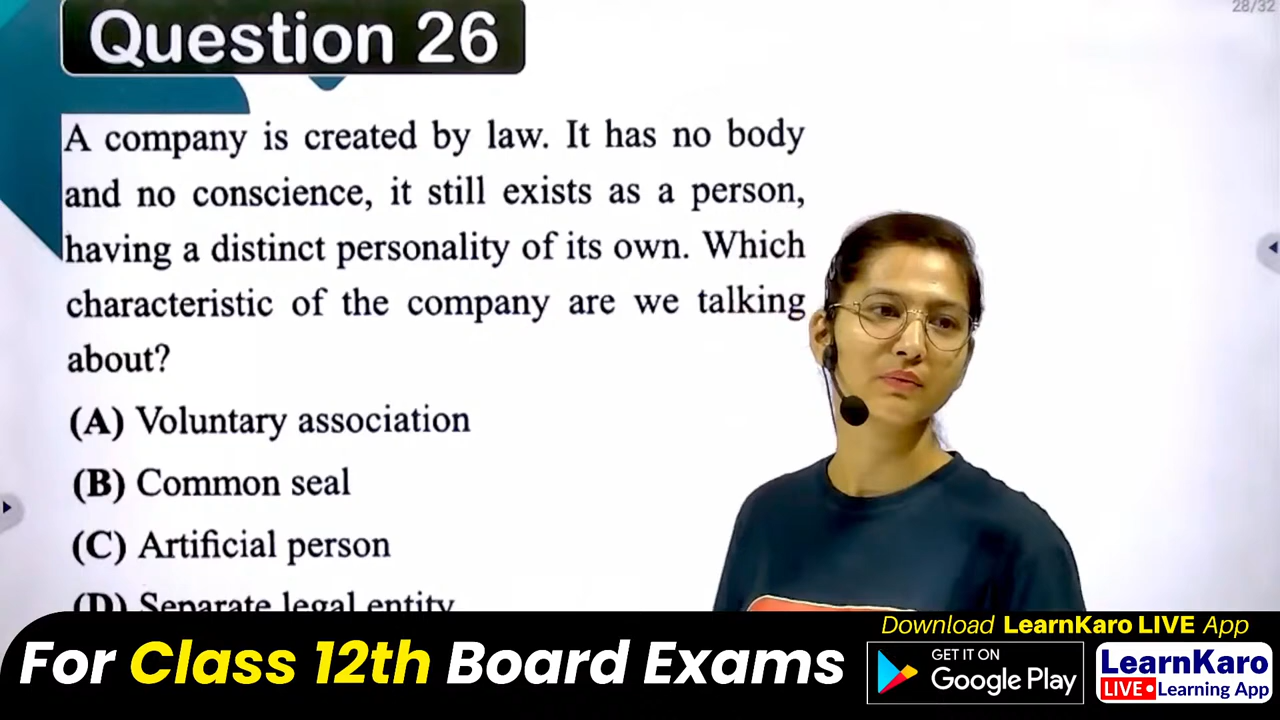 28/32
Question 26
A company is created by law. It has no body
and no conscience, it still exists as a person,
having a distinct personality of its own. Which
characteristic of the company are we talking
about?
(A) Voluntary association
(B) Common seal
(C) Artificial person
(D) Separate legal entity
For Class 12th Board Exams
Download LearnKaro LIVE App
GET IT ON
Google Play
LearnKaro
LIVE Learning App